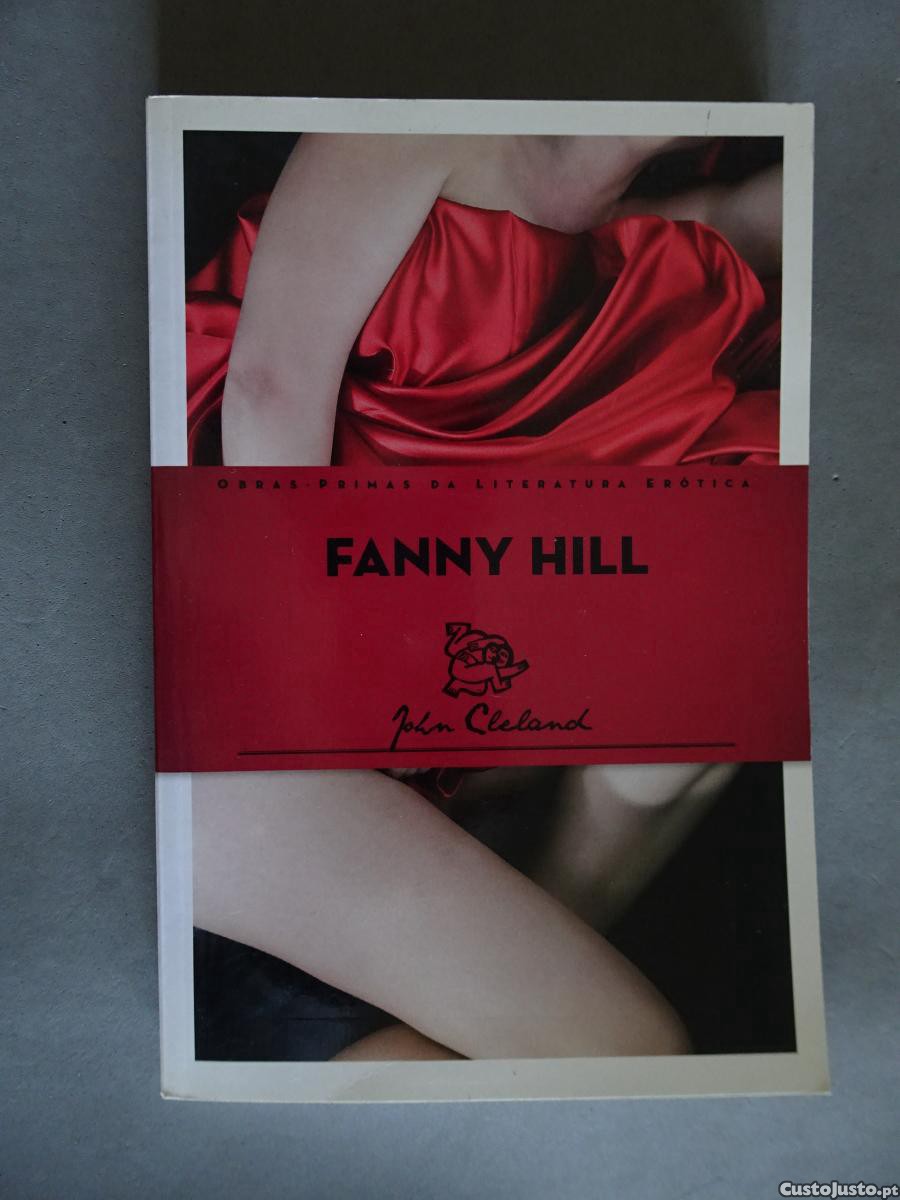 OBRAS-PRIMAS DA LITERATURA ERÓTICA
FANNY HILL
John Cleland
CustoJusto.pt